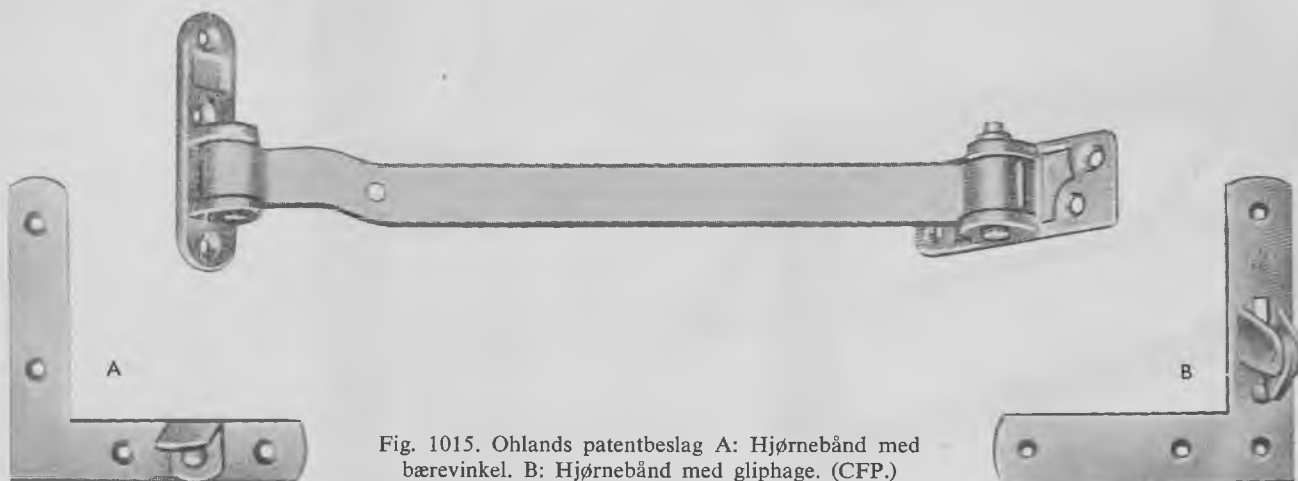 A
B
Fig. 1015. Ohlands patentbeslag A: Hjørnebånd med
bærevinkel. B: Hjørnebånd med gliphage. (CFP.)